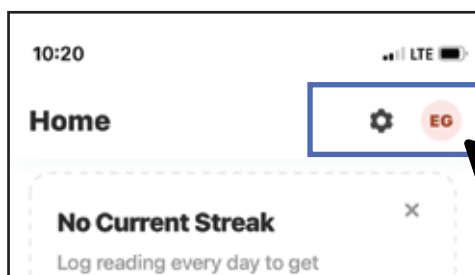 10:20 LTE
Home EG
No Current Streak
Log reading every day to get